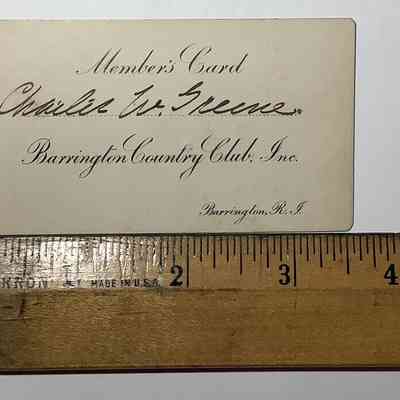 Member's Card
Charles W. Greene
Barrington Country Club, Inc.
Barrington, R. I.
2 3 4
MADE IN U.S.A.